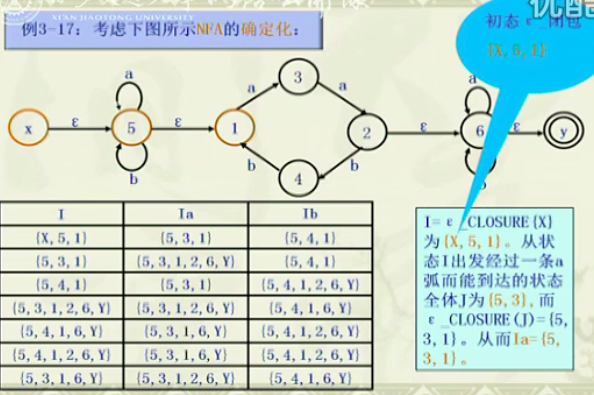 XI'AN JIAOTONG UNIVERSITY
优酷
例3-17：考虑下图所示NFA的确定化：
初态ε_闭包
{X,5,1}
a
a
3
a
a
x
ε
5
ε
1
2
ε
6
ε
y
b
b
4
b
b
I Ia Ib
{X,5,1} {5,3,1} {5,4,1}
{5,3,1} {5,3,1,2,6,Y} {5,4,1}
{5,4,1} {5,3,1} {5,4,1,2,6,Y}
{5,3,1,2,6,Y} {5,3,1,2,6,Y} {5,4,1,6,Y}
{5,4,1,6,Y} {5,3,1,6,Y} {5,4,1,2,6,Y}
{5,4,1,2,6,Y} {5,3,1,6,Y} {5,4,1,2,6,Y}
{5,3,1,6,Y} {5,3,1,2,6,Y} {5,4,1,6,Y}
I=ε_CLOSURE{X}
为{X,5,1}。从状
态I出发经过一条a
弧而能到达的状态
全体J为{5,3},而
ε_CLOSURE(J)={5,
3,1}。从而Ia={5,
3,1}。